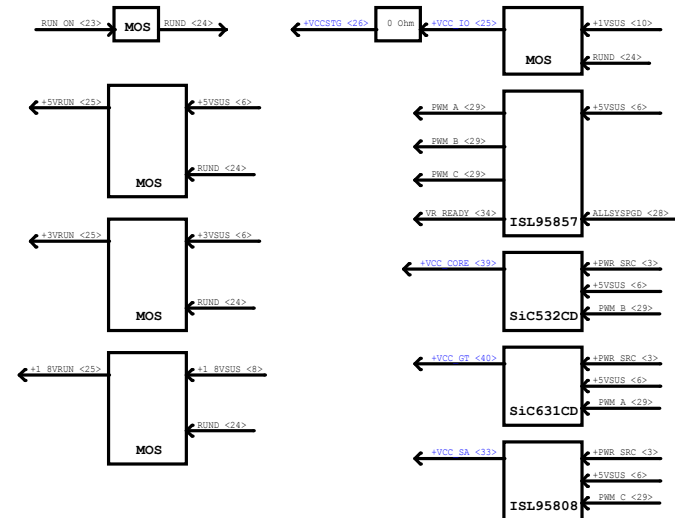 RUN ON <23>
MOS
RUND <24>
+5VRUN <25>
+5VSUS <6>
RUND <24>
MOS
+3VRUN <25>
+3VSUS <6>
RUND <24>
MOS
+1 8VRUN <25>
+1 8VSUS <8>
RUND <24>
MOS
+VCCSTG <26>
0 Ohm
+VCC IO <25>
+1VSUS <10>
RUND <24>
MOS
PWM A <29>
+5VSUS <6>
PWM B <29>
PWM C <29>
VR READY <34>
ISL95857
ALLSYSPGD <28>
+VCC CORE <39>
+PWR SRC <3>
+5VSUS <6>
PWM B <29>
SiC532CD
+VCC GT <40>
+PWR SRC <3>
+5VSUS <6>
PWM A <29>
SiC631CD
+VCC SA <33>
+PWR SRC <3>
+5VSUS <6>
PWM C <29>
ISL95808